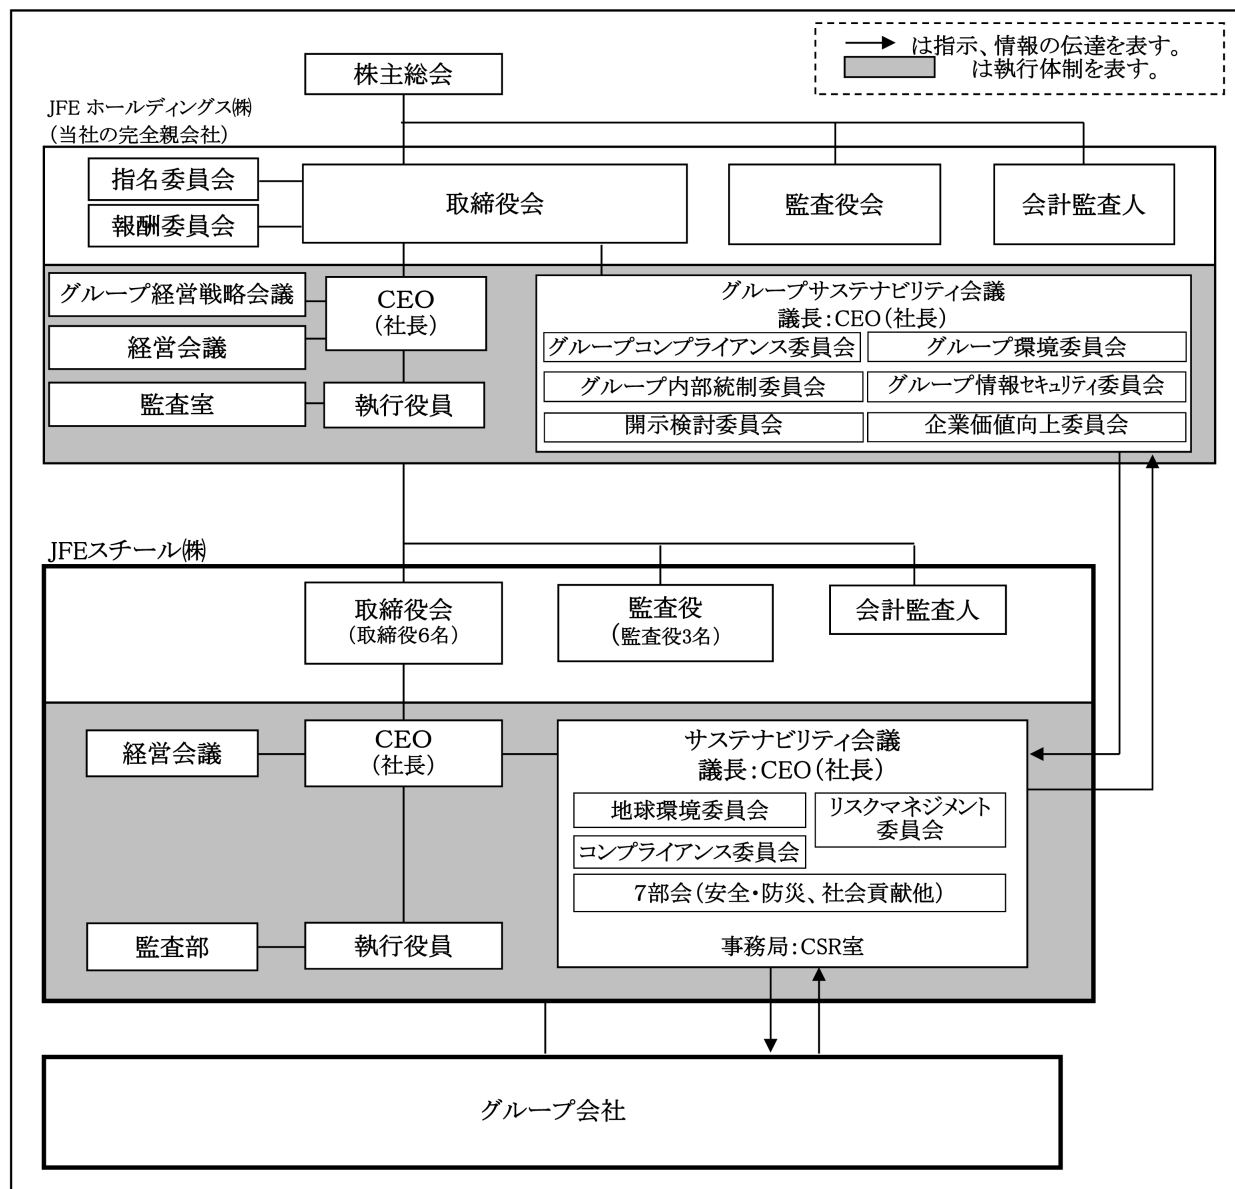 は指示、情報の伝達を表す。
は執行体制を表す。
株主総会
JFE ホールディングス㈱
（当社の完全親会社）
指名委員会
報酬委員会
取締役会
監査役会
会計監査人
グループ経営戦略会議
経営会議
監査室
CEO
（社長）
執行役員
グループサステナビリティ会議
議長：CEO（社長）
グループコンプライアンス委員会
グループ環境委員会
グループ内部統制委員会
グループ情報セキュリティ委員会
開示検討委員会
企業価値向上委員会
JFEスチール㈱
取締役会
（取締役6名）
監査役
（監査役3名）
会計監査人
経営会議
CEO
（社長）
サステナビリティ会議
議長：CEO（社長）
地球環境委員会
リスクマネジメント
委員会
コンプライアンス委員会
7部会（安全・防災、社会貢献他）
監査部
執行役員
事務局：CSR室
グループ会社